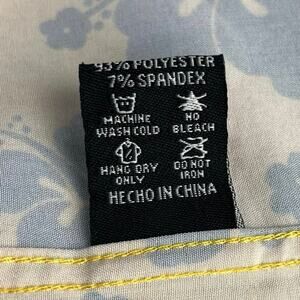 93% POLYESTER
7% SPANDEX
MACHINE WASH COLD
NO BLEACH
HANG DRY ONLY
DO NOT IRON
HECHO IN CHINA